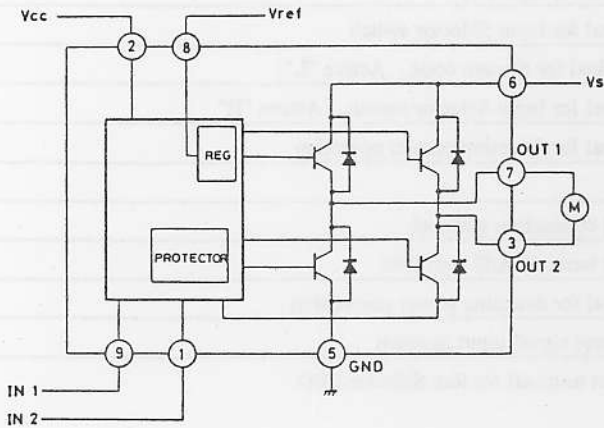 Vcc
Vref
2
8
6
Vs
REG
OUT 1
7
M
PROTECTOR
3
OUT 2
9
1
5
GND
IN 1
IN 2